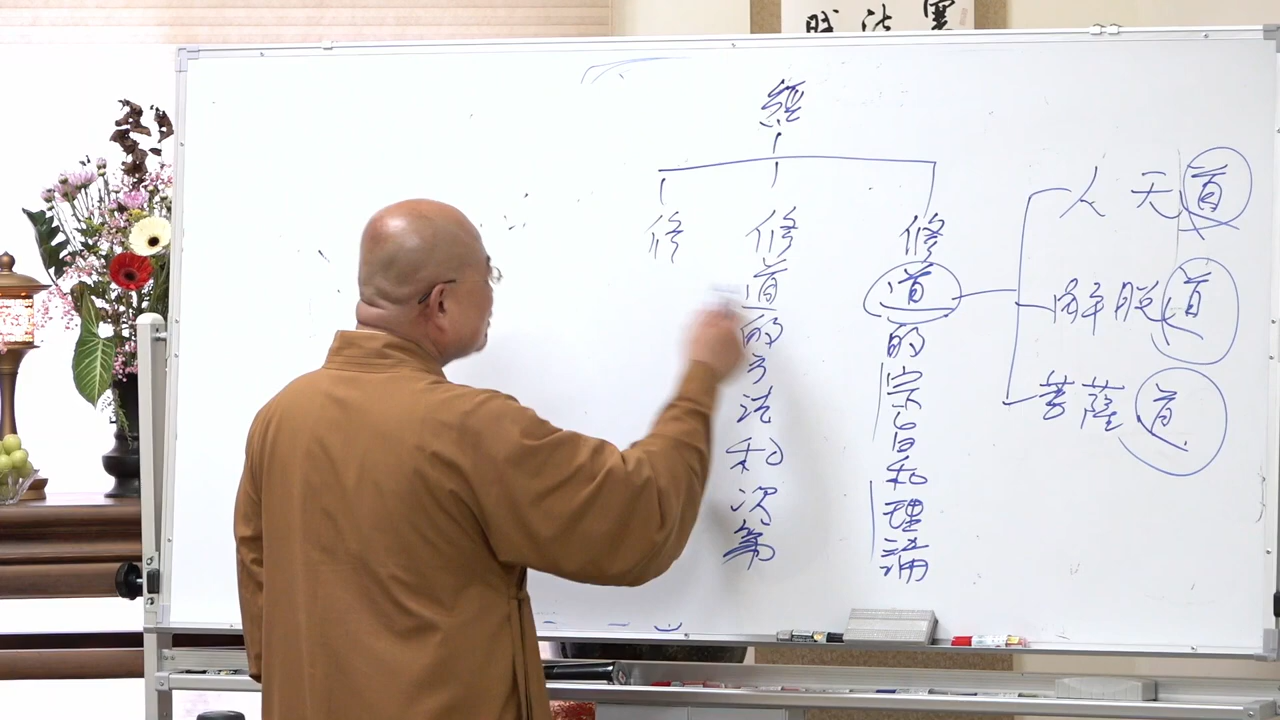 經
修道的宗旨和理論
人天道
解脫道
菩薩道
修道的方法和次第
修